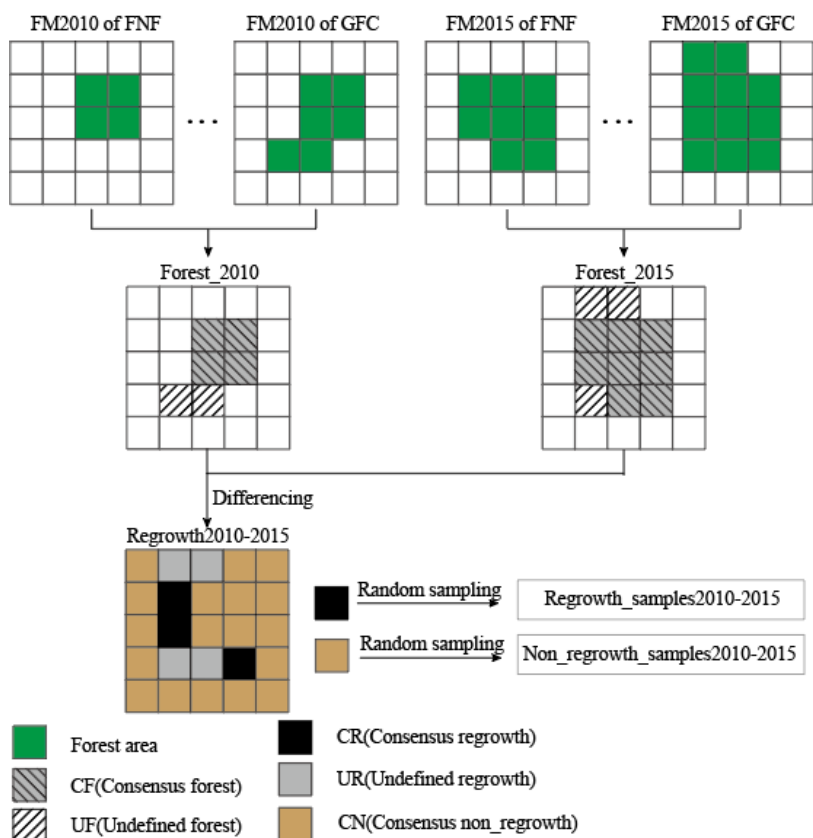 FM2010 of FNF
FM2010 of GFC
FM2015 of FNF
FM2015 of GFC
...
...
Forest_2010
Forest_2015
Differencing
Regrowth2010-2015
Random sampling
Regrowth_samples2010-2015
Random sampling
Non_regrowth_samples2010-2015
Forest area
CF(Consensus forest)
UF(Undefined forest)
CR(Consensus regrowth)
UR(Undefined regrowth)
CN(Consensus non_regrowth)